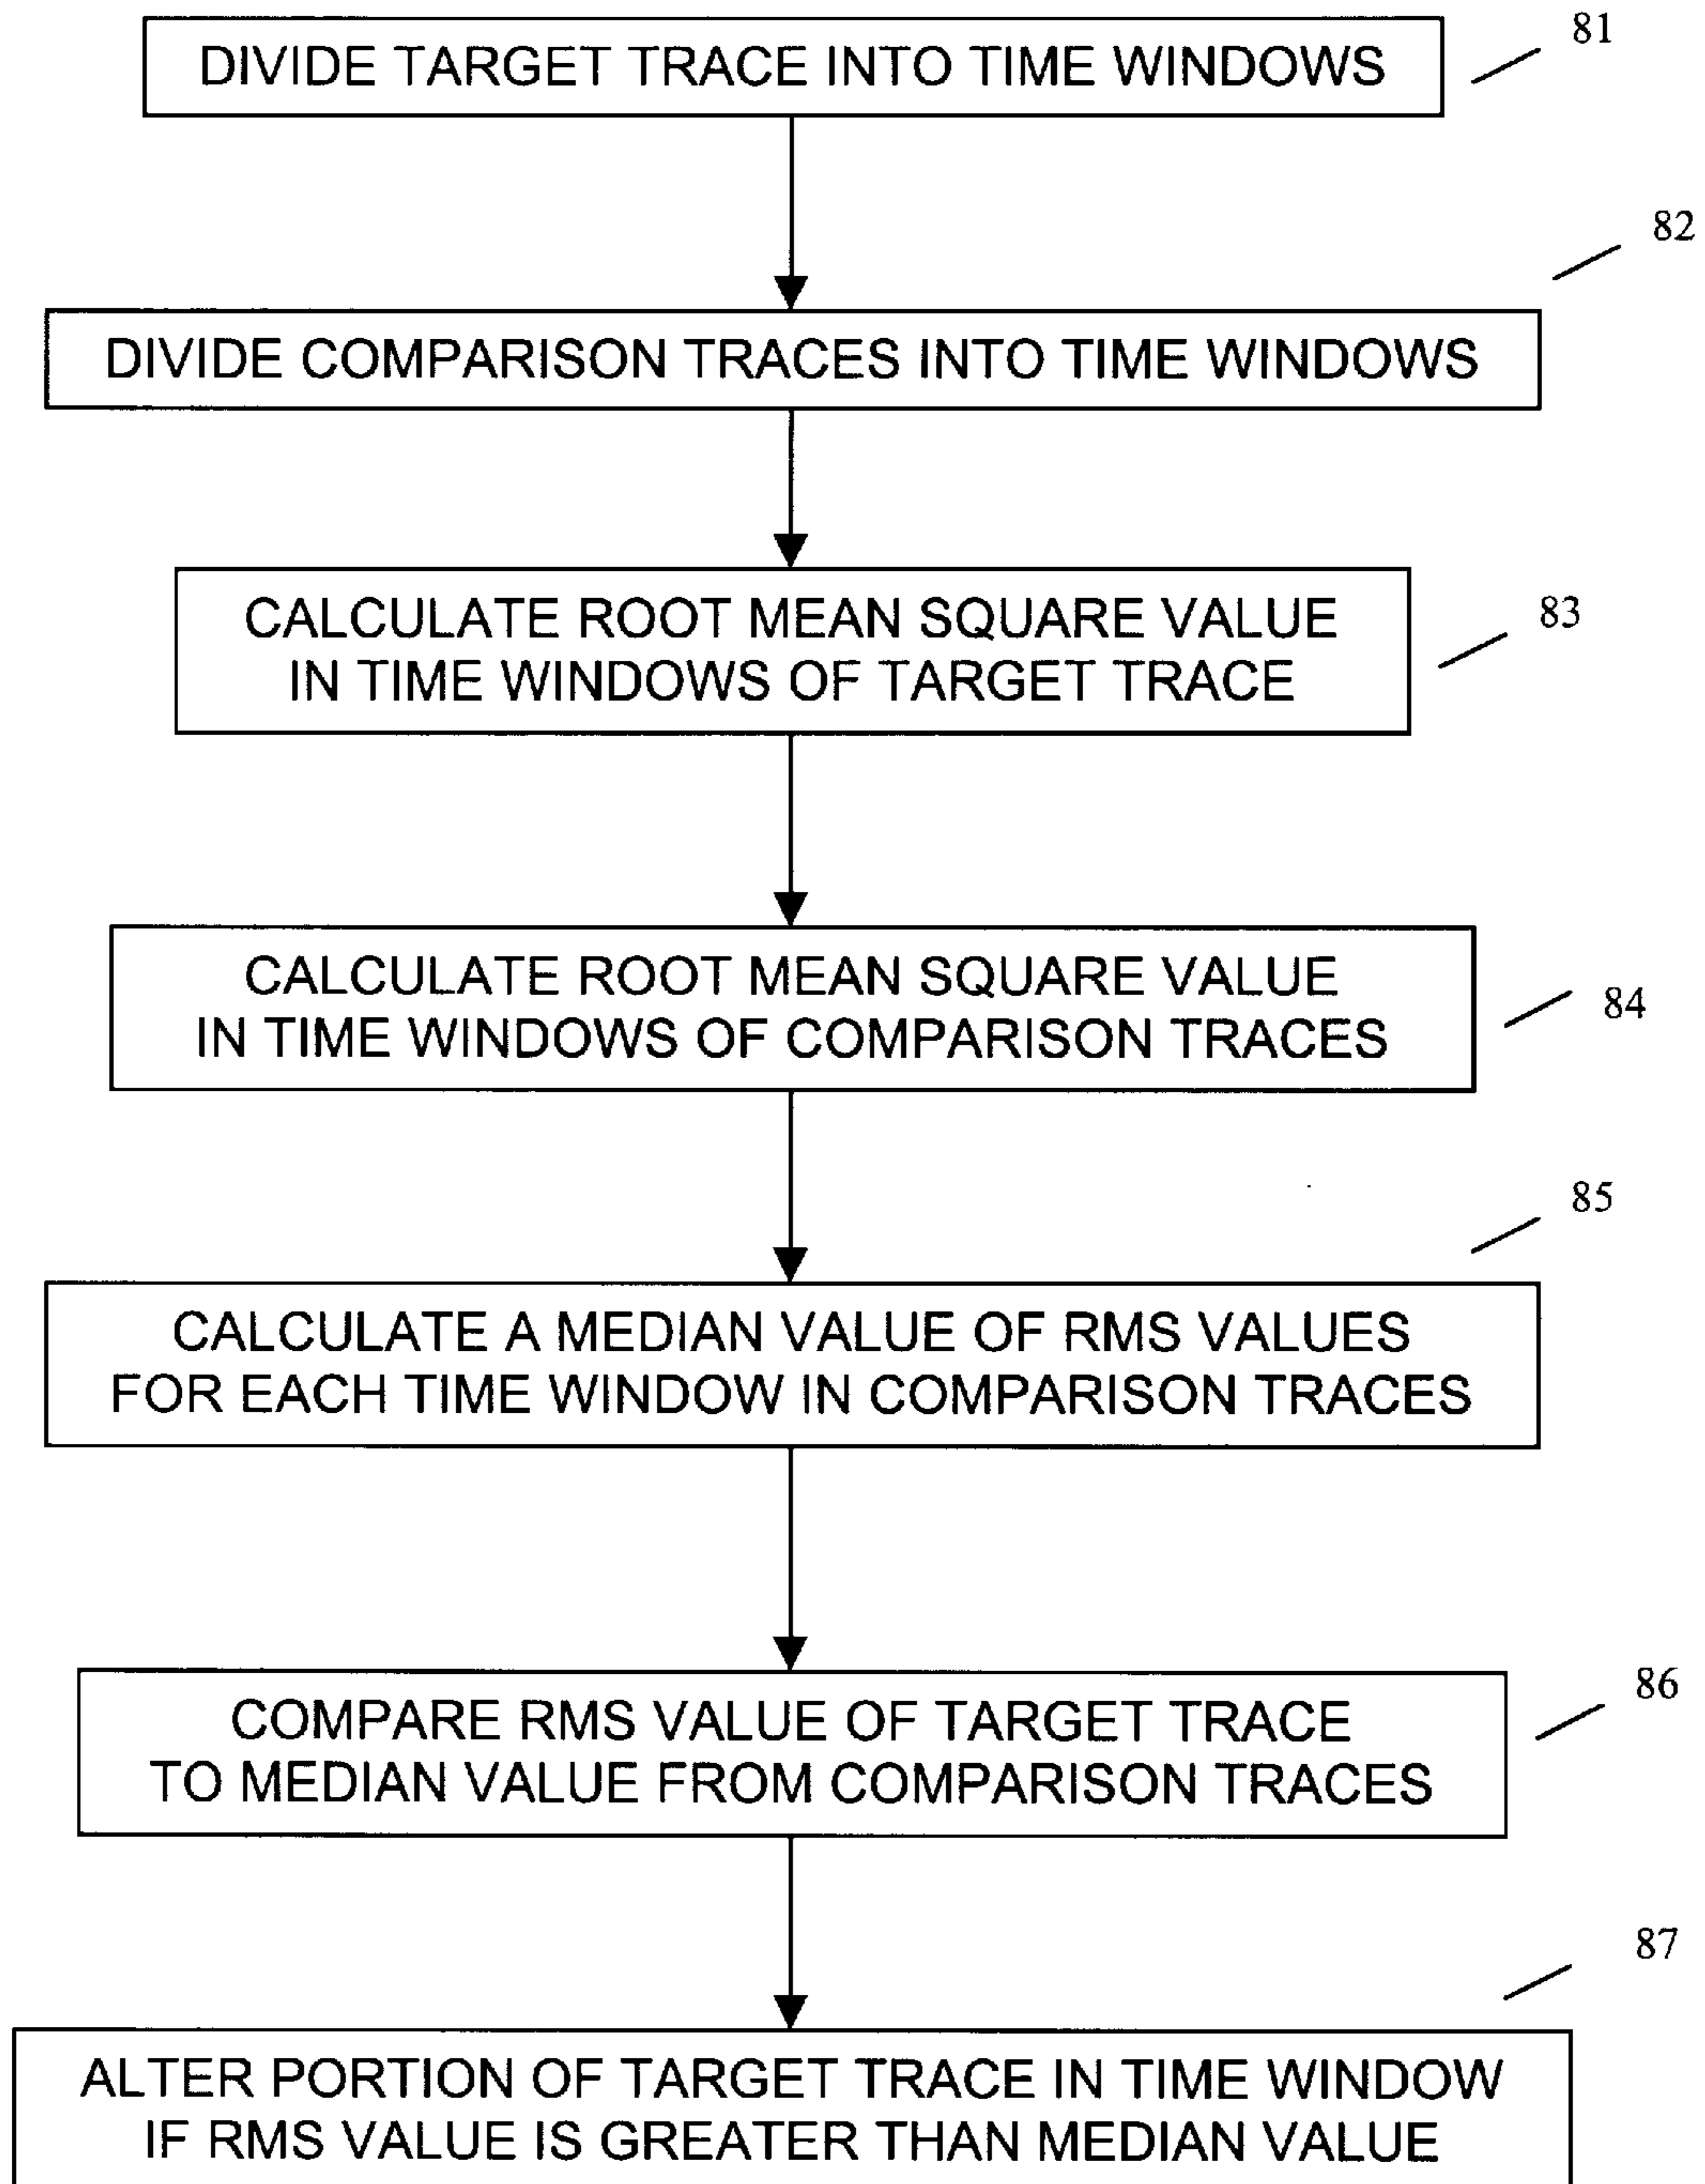 81
DIVIDE TARGET TRACE INTO TIME WINDOWS
82
DIVIDE COMPARISON TRACES INTO TIME WINDOWS
CALCULATE ROOT MEAN SQUARE VALUE
IN TIME WINDOWS OF TARGET TRACE
83
CALCULATE ROOT MEAN SQUARE VALUE
IN TIME WINDOWS OF COMPARISON TRACES
84
85
CALCULATE A MEDIAN VALUE OF RMS VALUES
FOR EACH TIME WINDOW IN COMPARISON TRACES
86
COMPARE RMS VALUE OF TARGET TRACE
TO MEDIAN VALUE FROM COMPARISON TRACES
87
ALTER PORTION OF TARGET TRACE IN TIME WINDOW
IF RMS VALUE IS GREATER THAN MEDIAN VALUE